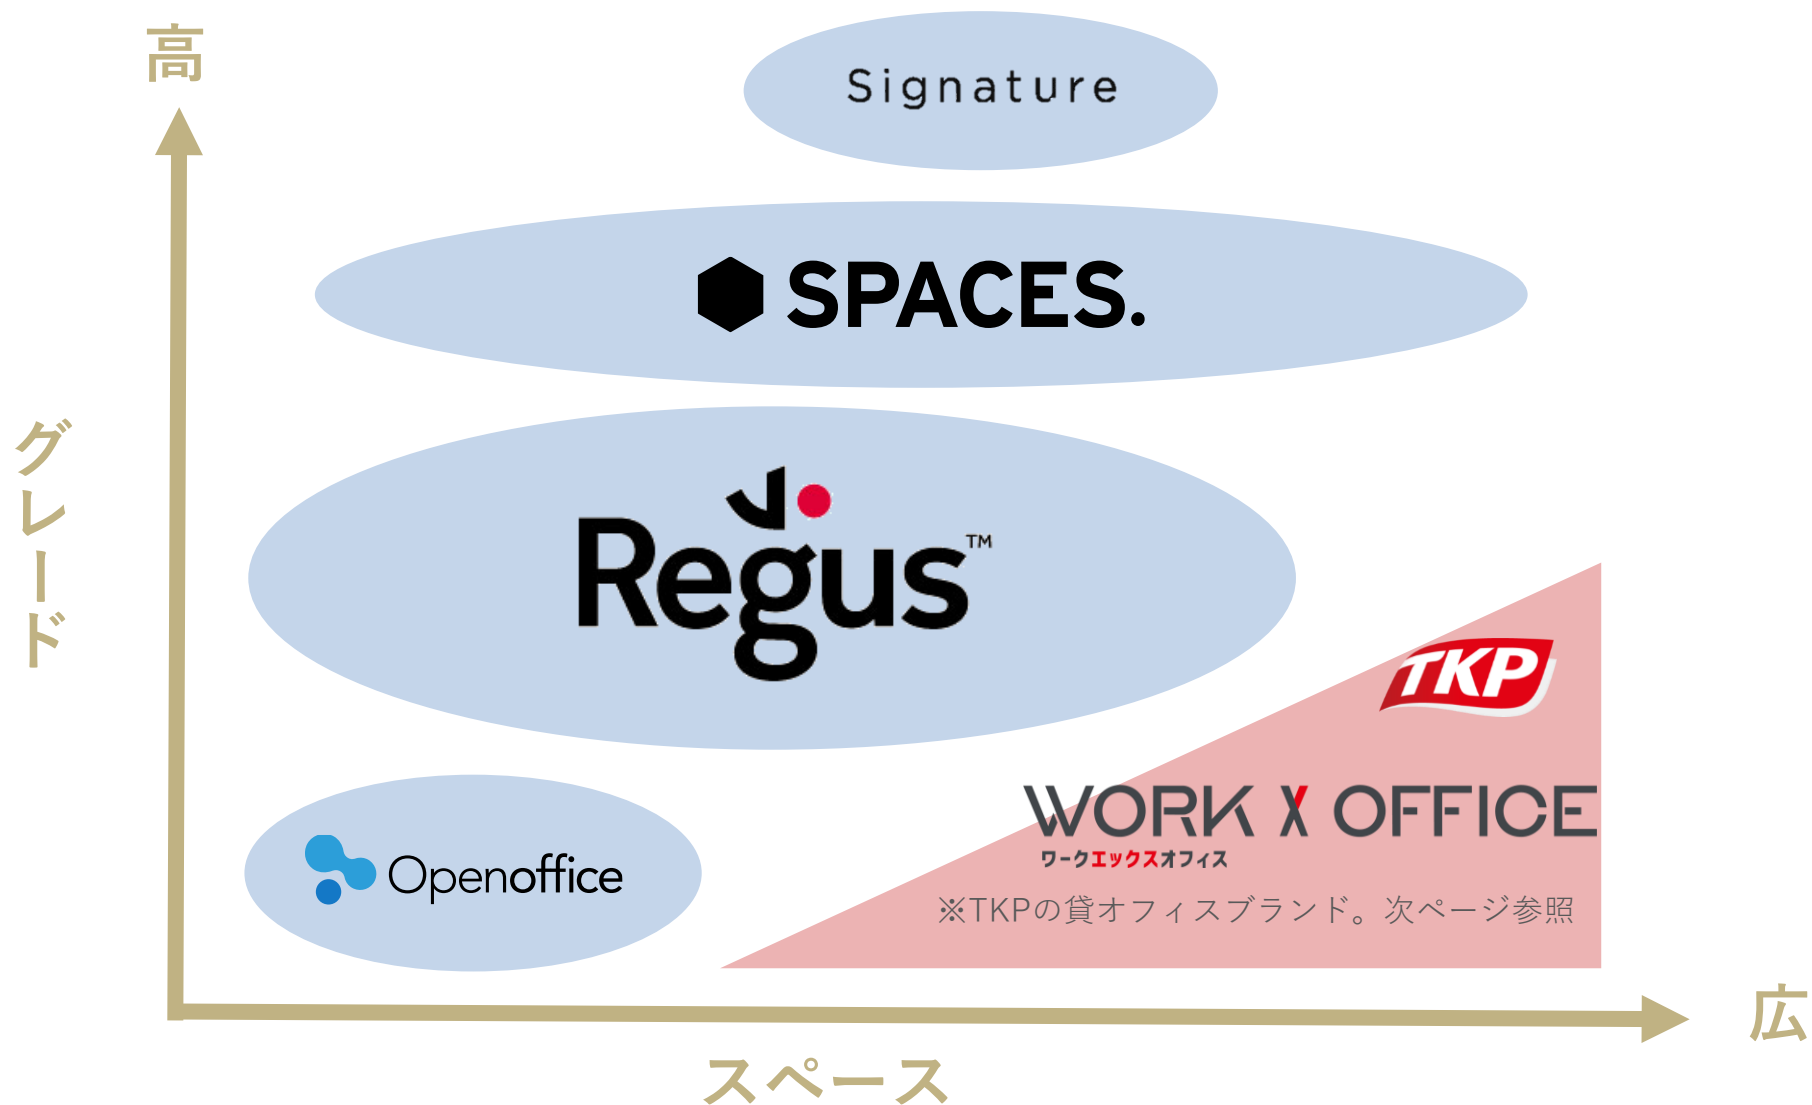 高
Signature
SPACES.
グレード
Regus™
TKP
WORK X OFFICE
ワークエックスオフィス
Openoffice
※TKPの貸オフィスブランド。次ページ参照
広
スペース